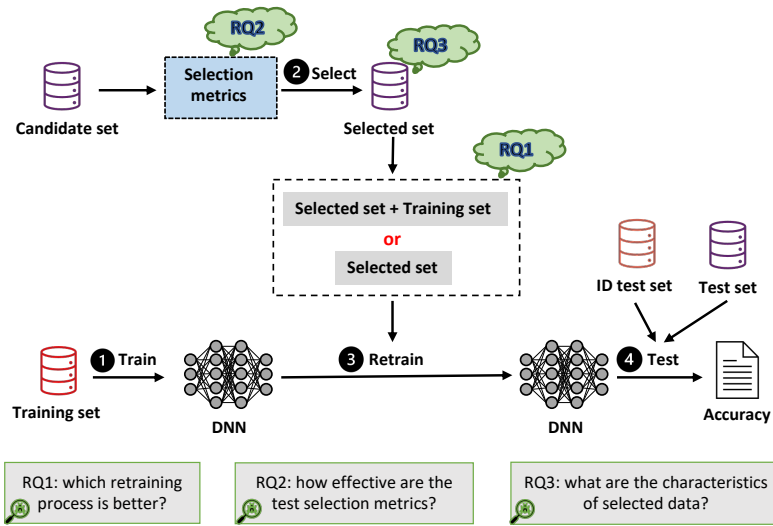 RQ2
RQ3
Selection
metrics
2 Select
Candidate set
Selected set
RQ1
Selected set + Training set
or
Selected set
ID test set
Test set
1 Train
3 Retrain
4 Test
Training set
DNN
DNN
Accuracy
RQ1: which retraining
process is better?
RQ2: how effective are the
test selection metrics?
RQ3: what are the characteristics
of selected data?